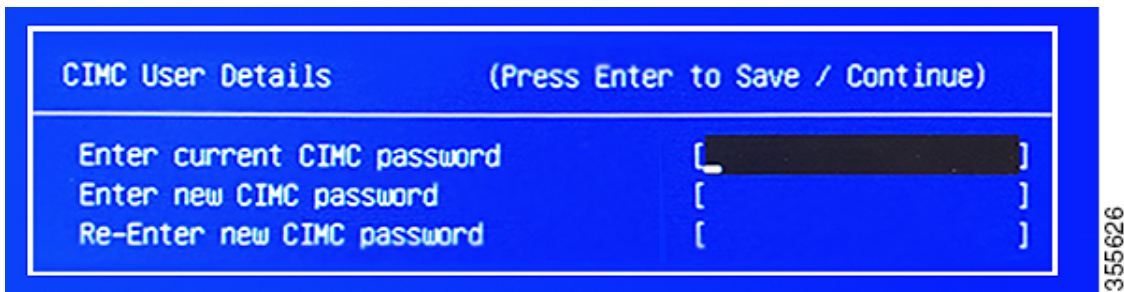 CIMC User Details (Press Enter to Save / Continue)
Enter current CIMC password [_ ]
Enter new CIMC password [ ]
Re-Enter new CIMC password [ ]
355626